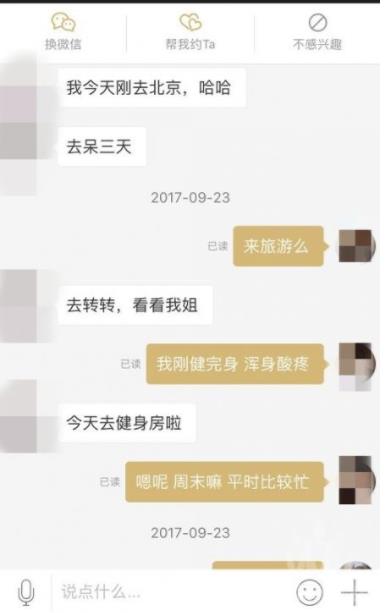 换微信
帮我约Ta
不感兴趣
我今天刚去北京，哈哈
去呆三天
2017-09-23
已读
来旅游么
去转转，看看我姐
已读
我刚健完身 浑身酸疼
今天去健身房啦
已读
嗯呢 周末嘛 平时比较忙
2017-09-23
说点什么...